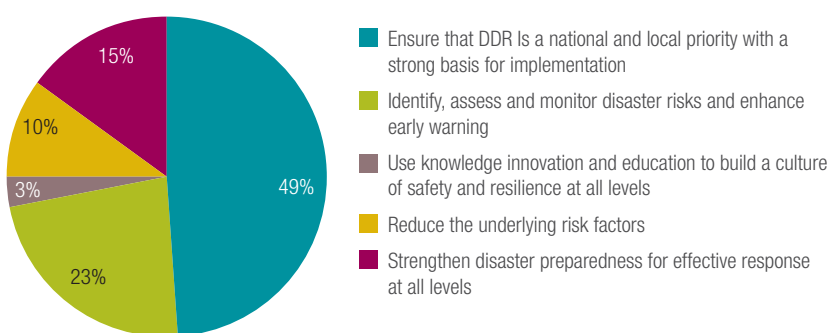 15%
10%
3%
23%
49%
Ensure that DDR Is a national and local priority with a
strong basis for implementation
Identify, assess and monitor disaster risks and enhance
early warning
Use knowledge innovation and education to build a culture
of safety and resilience at all levels
Reduce the underlying risk factors
Strengthen disaster preparedness for effective response
at all levels